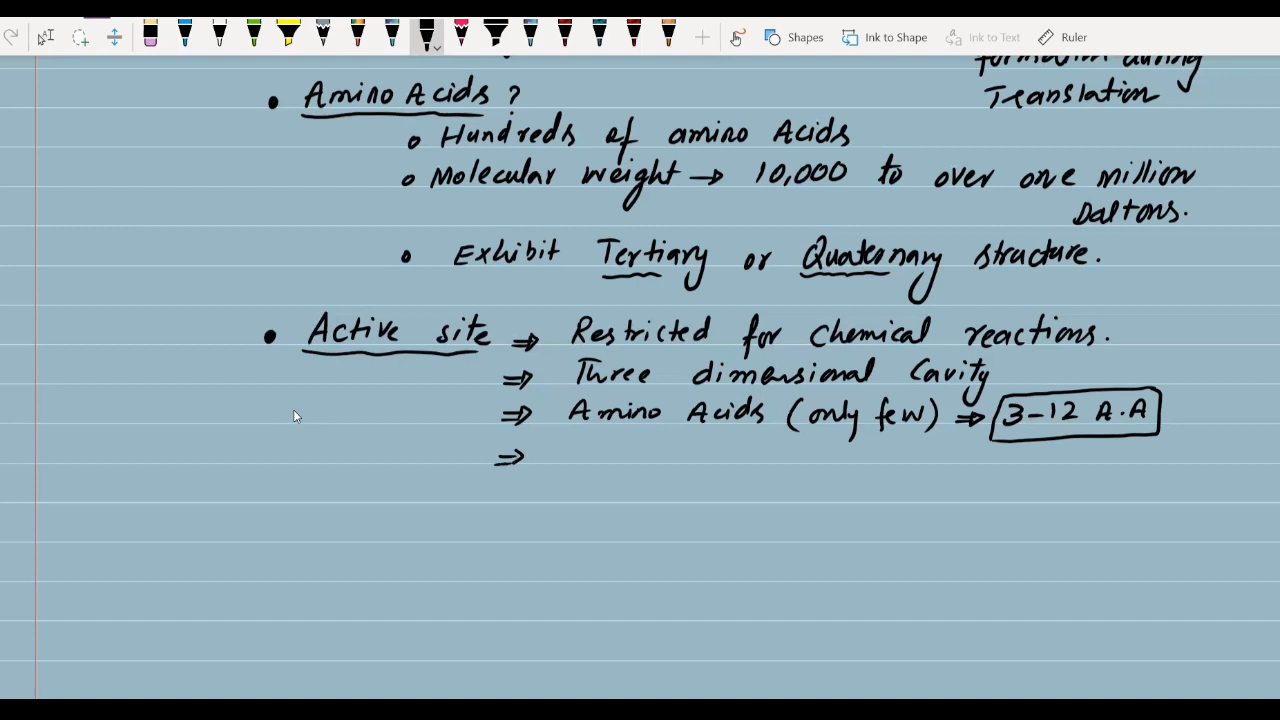 Shapes Ink to Shape Ink to Text Ruler
formation during
Translation
• Amino Acids ?
o Hundreds of amino Acids
o Molecular weight → 10,000 to over one million
Daltons.
o Exhibit Tertiary or Quaternary structure.
• Active site ⇒ Restricted for chemical reactions.
⇒ Three dimensional cavity
⇒ Amino Acids (only few) ⇒ 3-12 A.A
⇒